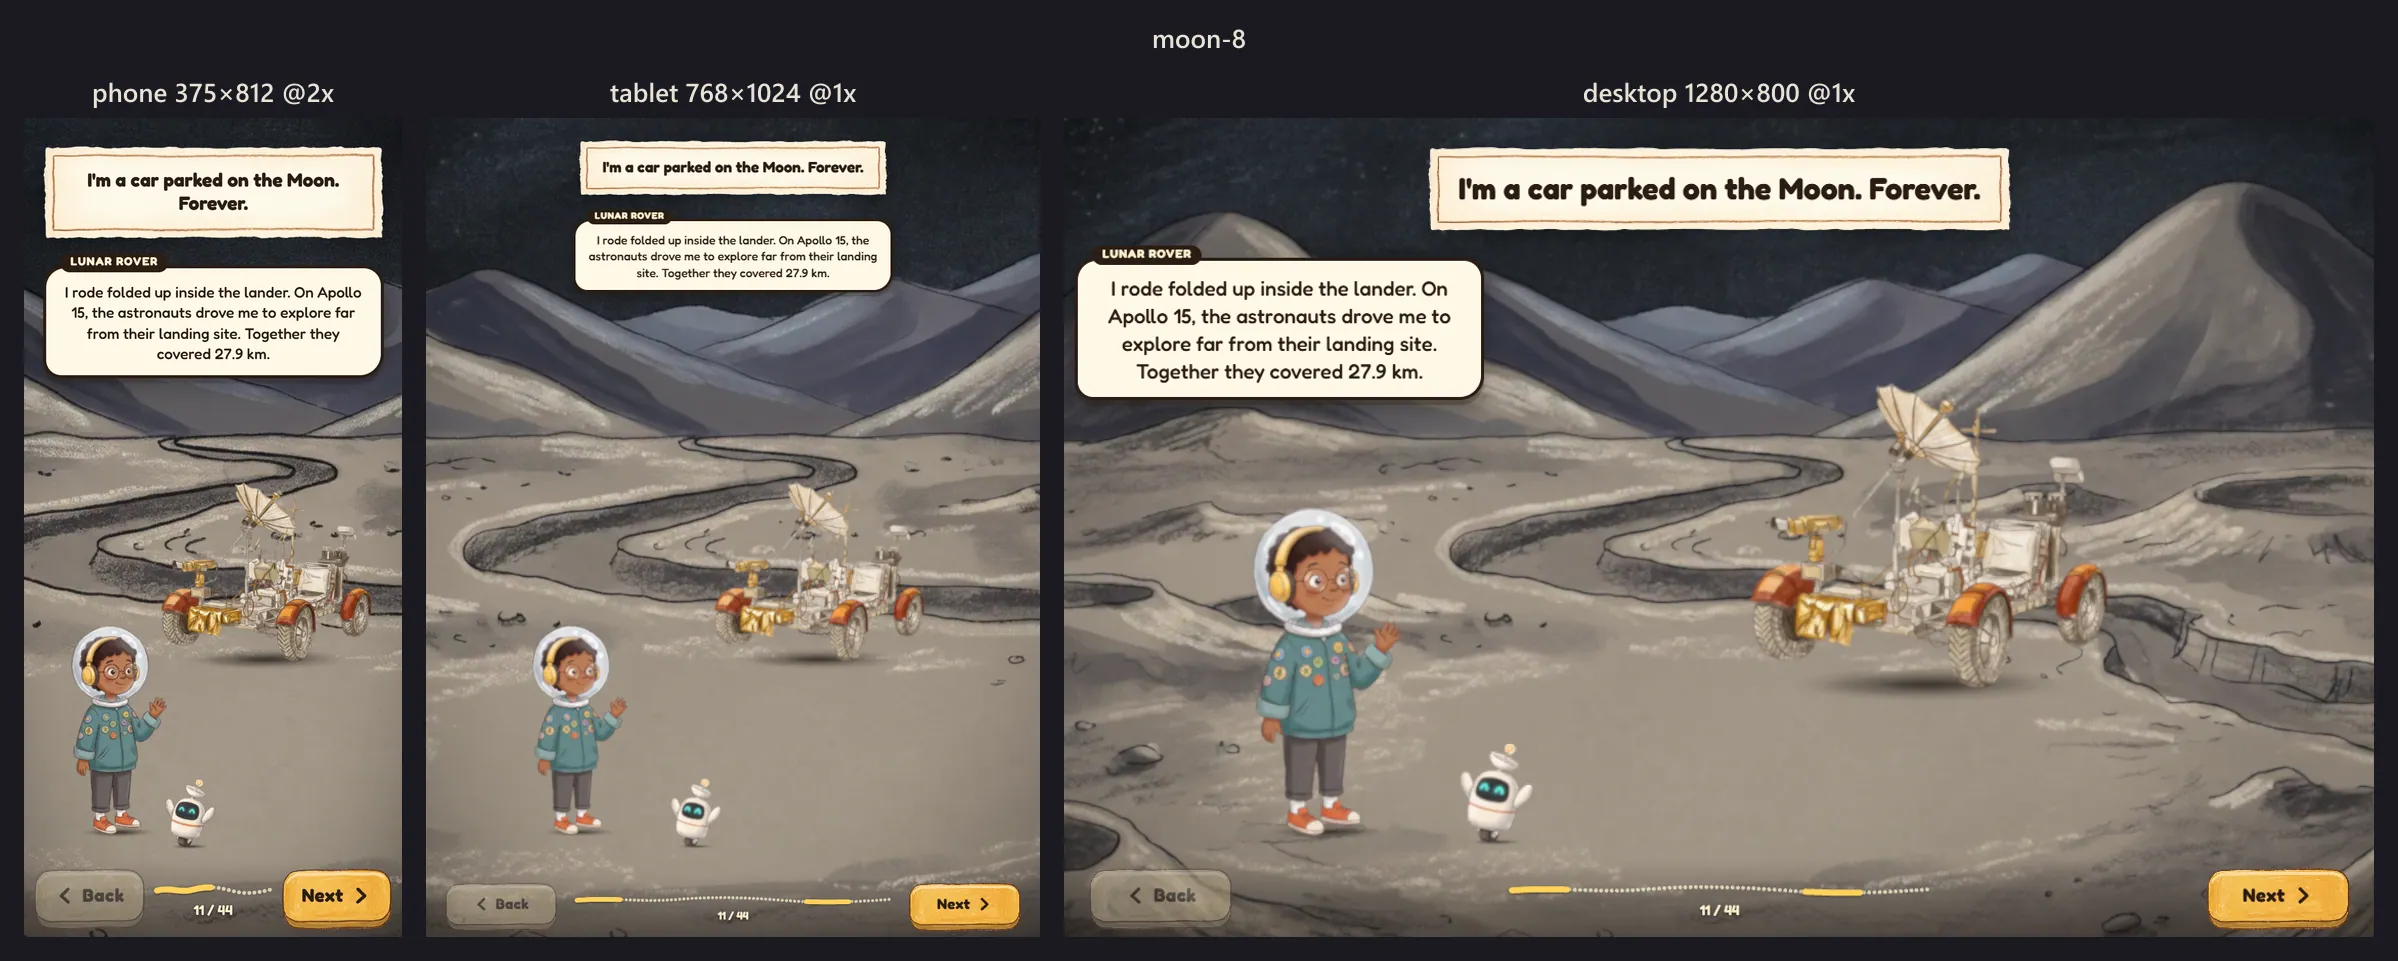 moon-8
phone 375×812 @2x
I'm a car parked on the Moon.
Forever.
LUNAR ROVER
I rode folded up inside the lander. On Apollo
15, the astronauts drove me to explore far
from their landing site. Together they
covered 27.9 km.
Back
11 / 44
Next
tablet 768×1024 @1x
I'm a car parked on the Moon. Forever.
LUNAR ROVER
I rode folded up inside the lander. On Apollo 15, the
astronauts drove me to explore far from their landing
site. Together they covered 27.9 km.
Back
11 / 44
Next
desktop 1280×800 @1x
I'm a car parked on the Moon. Forever.
LUNAR ROVER
I rode folded up inside the lander. On
Apollo 15, the astronauts drove me to
explore far from their landing site.
Together they covered 27.9 km.
Back
11 / 44
Next